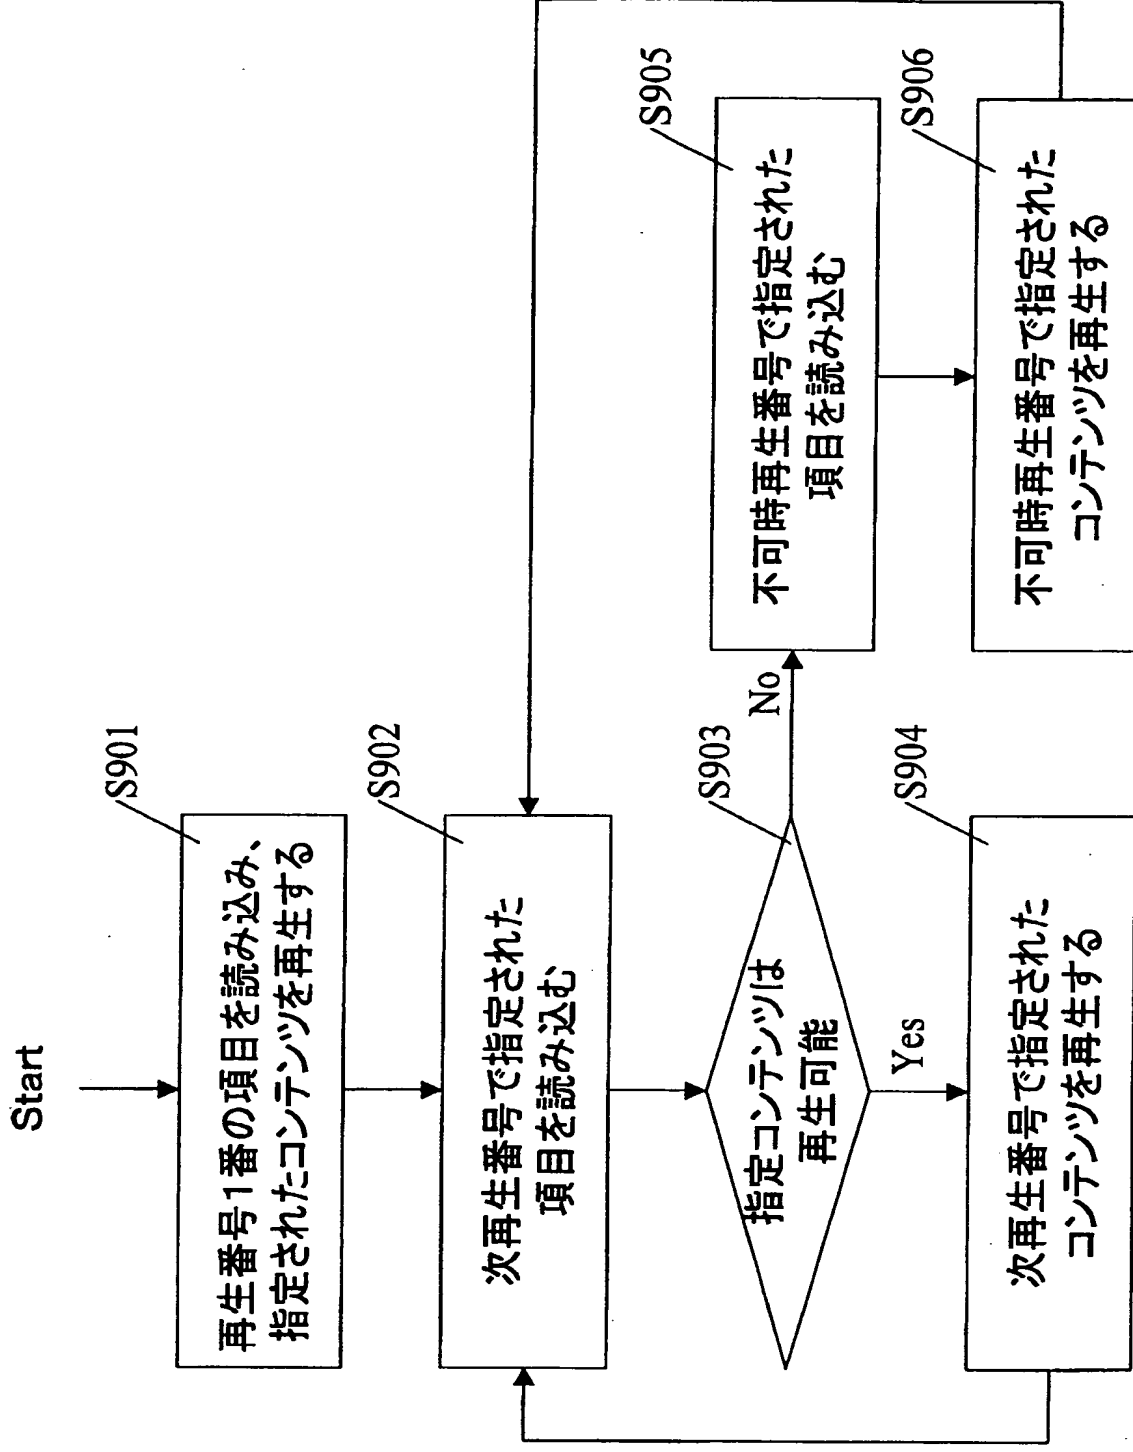 Start
S901
再生番号1番の項目を読み込み、
指定されたコンテンツを再生する
S902
次再生番号で指定された
項目を読み込む
S903
指定コンテンツは
再生可能
No
Yes
S904
次再生番号で指定された
コンテンツを再生する
S905
不可時再生番号で指定された
項目を読み込む
S906
不可時再生番号で指定された
コンテンツを再生する